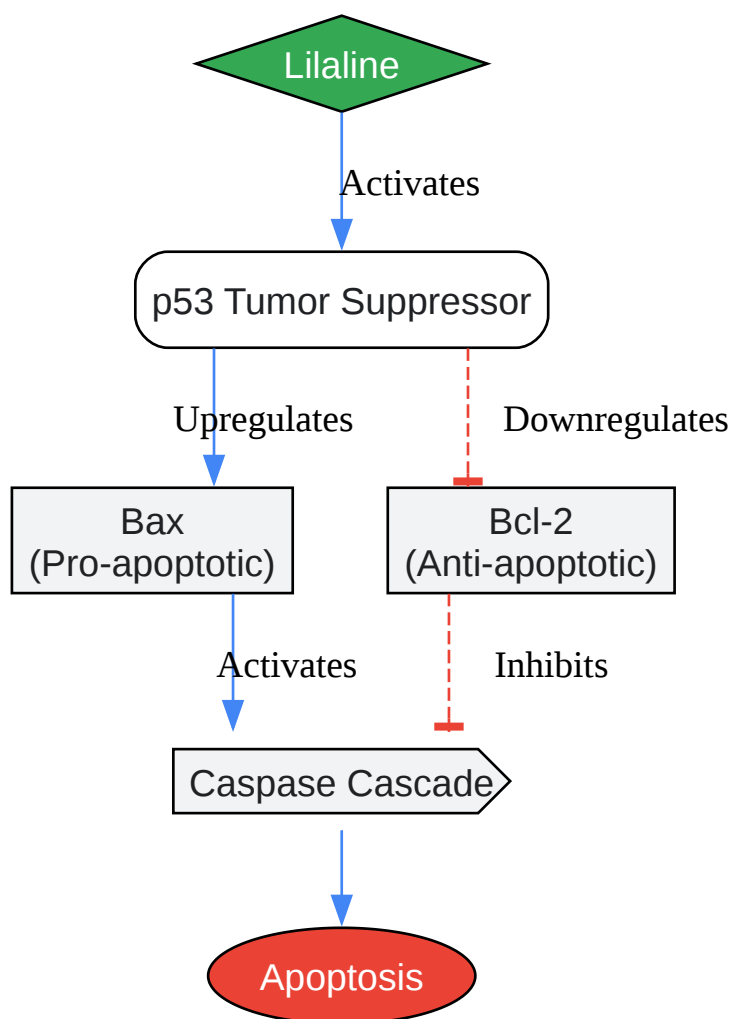 Lilaline
Activates
p53 Tumor Suppressor
Upregulates
Downregulates
Bax
(Pro-apoptotic)
Bcl-2
(Anti-apoptotic)
Activates
Inhibits
Caspase Cascade
Apoptosis